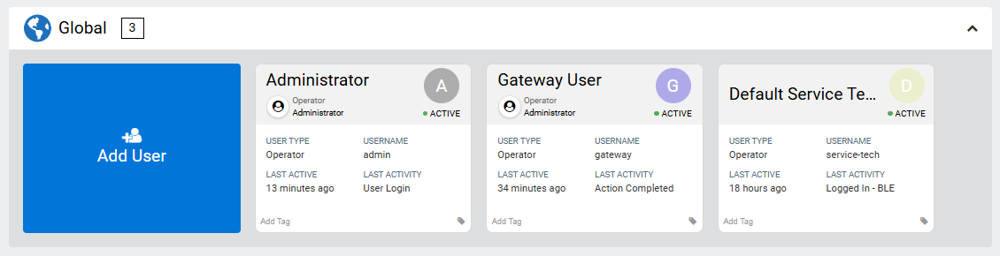 Global 3
Add User
Administrator
A
Operator
Administrator
ACTIVE
USER TYPE USERNAME
Operator admin
LAST ACTIVE LAST ACTIVITY
13 minutes ago User Login
Add Tag
Gateway User
G
Operator
Administrator
ACTIVE
USER TYPE USERNAME
Operator gateway
LAST ACTIVE LAST ACTIVITY
34 minutes ago Action Completed
Add Tag
Default Service Te...
D
ACTIVE
USER TYPE USERNAME
Operator service-tech
LAST ACTIVE LAST ACTIVITY
18 hours ago Logged In - BLE
Add Tag